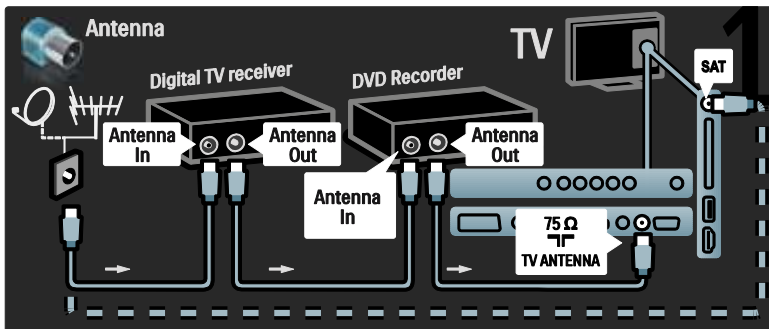 Antenna
TV
1
Digital TV receiver
DVD Recorder
SAT
Antenna
In
Antenna
Out
Antenna
Out
Antenna
In
75 Ω
TV ANTENNA